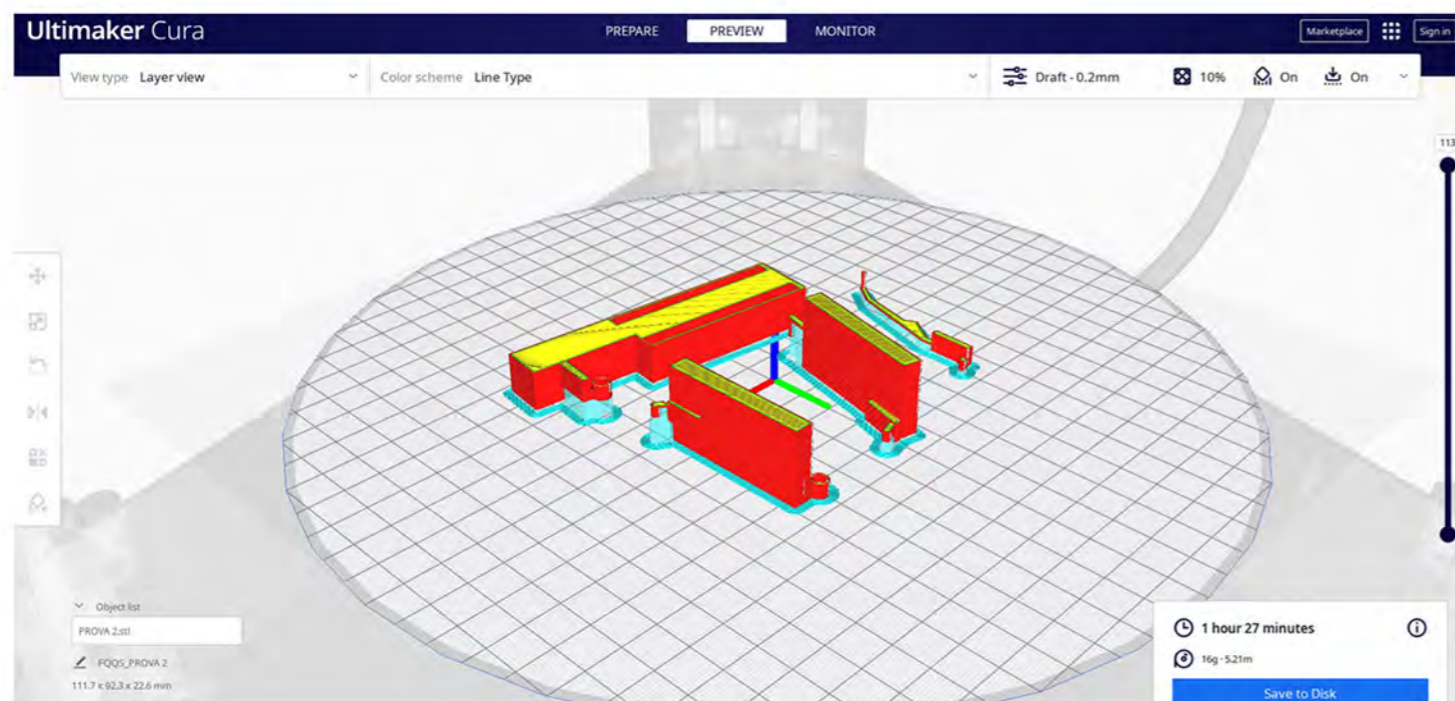 Ultimaker Cura
PREPARE PREVIEW MONITOR
Marketplace Sign in
View type Layer view
Color scheme Line Type
Draft - 0.2mm 10% On On
113
Object list
PROVA 2.stl
FQQS_PROVA 2
111.7 x 92.3 x 22.6 mm
1 hour 27 minutes
16g · 5.21m
Save to Disk